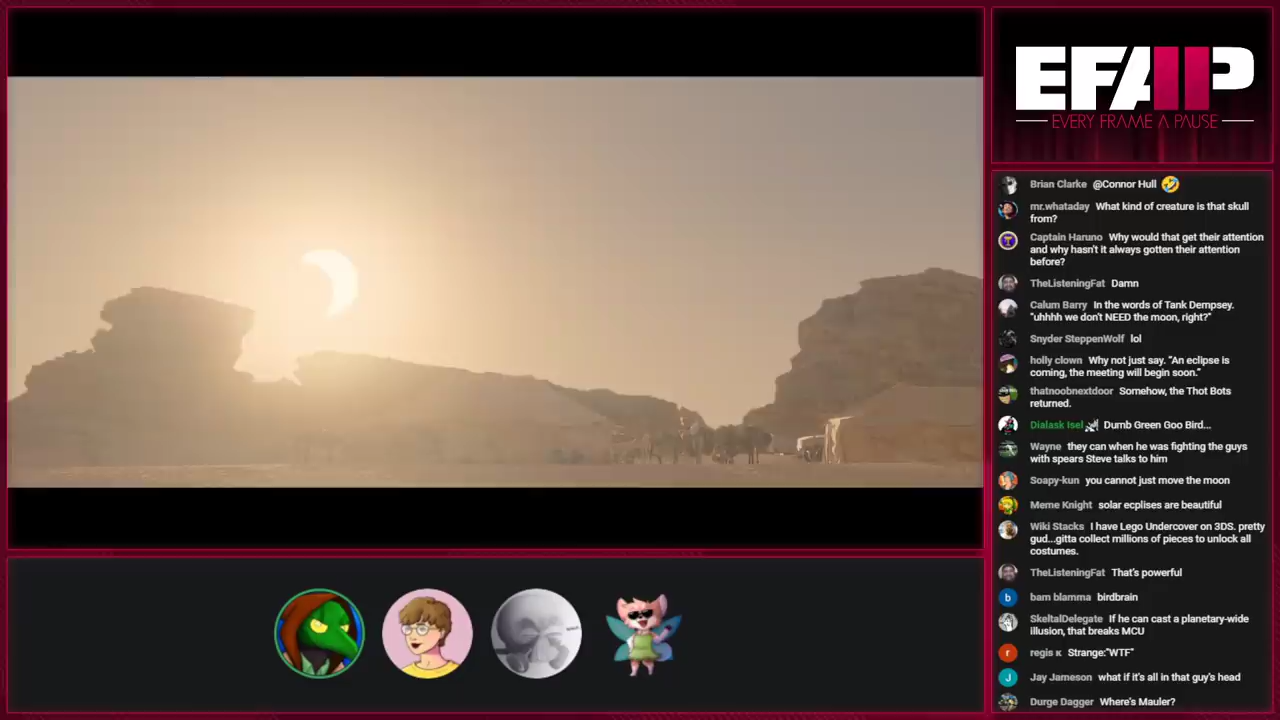 EFAP
EVERY FRAME A PAUSE
Brian Clarke @Connor Hull
mr.whataday What kind of creature is that skull
from?
Captain Haruno Why would that get their attention
and why hasn't it always gotten their attention
before?
TheListeningFat Damn
Calum Barry In the words of Tank Dempsey.
"uhhhh we don't NEED the moon, right?"
Snyder SteppenWolf lol
holly clown Why not just say. "An eclipse is
coming, the meeting will begin soon."
thatnoobnextdoor Somehow, the Thot Bots
returned.
Dialask Isel Dumb Green Goo Bird...
Wayne they can when he was fighting the guys
with spears Steve talks to him
Soapy-kun you cannot just move the moon
Meme Knight solar ecplises are beautiful
Wiki Stacks I have Lego Undercover on 3DS. pretty
gud...gitta collect millions of pieces to unlock all
costumes.
TheListeningFat That's powerful
b bam blamma birdbrain
SkeltalDelegate If he can cast a planetary-wide
illusion, that breaks MCU
r regis к Strange:"WTF"
J Jay Jameson what if it's all in that guy's head
Durge Dagger Where's Mauler?